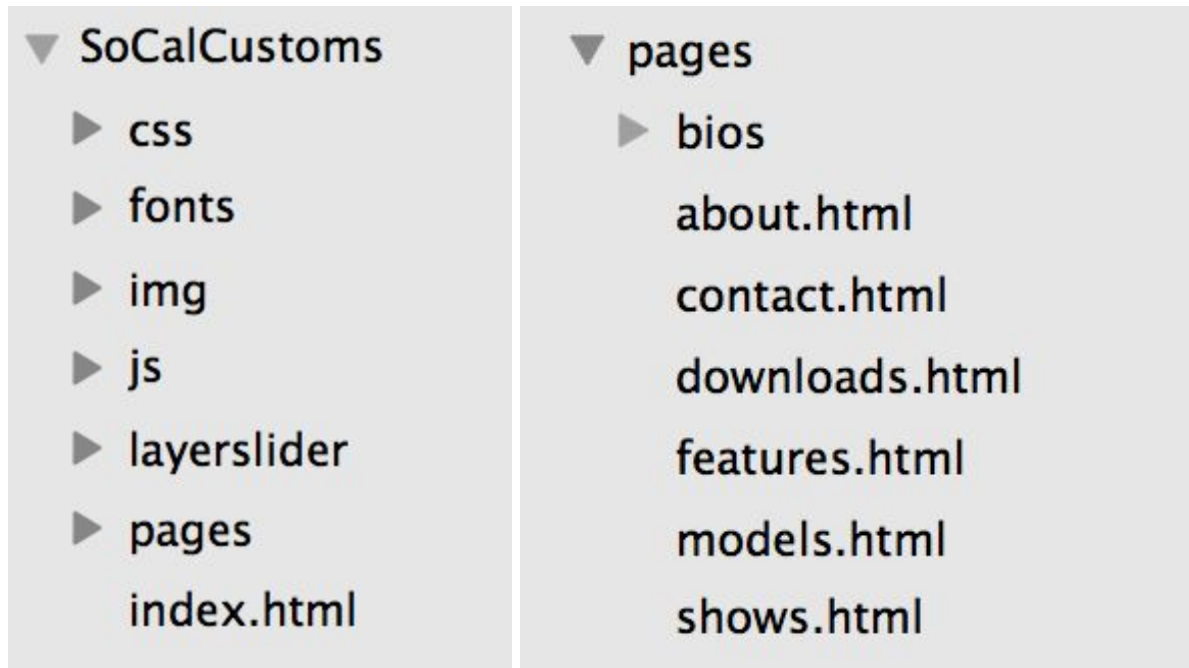 SoCalCustoms
css
fonts
img
js
layerslider
pages
index.html
pages
bios
about.html
contact.html
downloads.html
features.html
models.html
shows.html